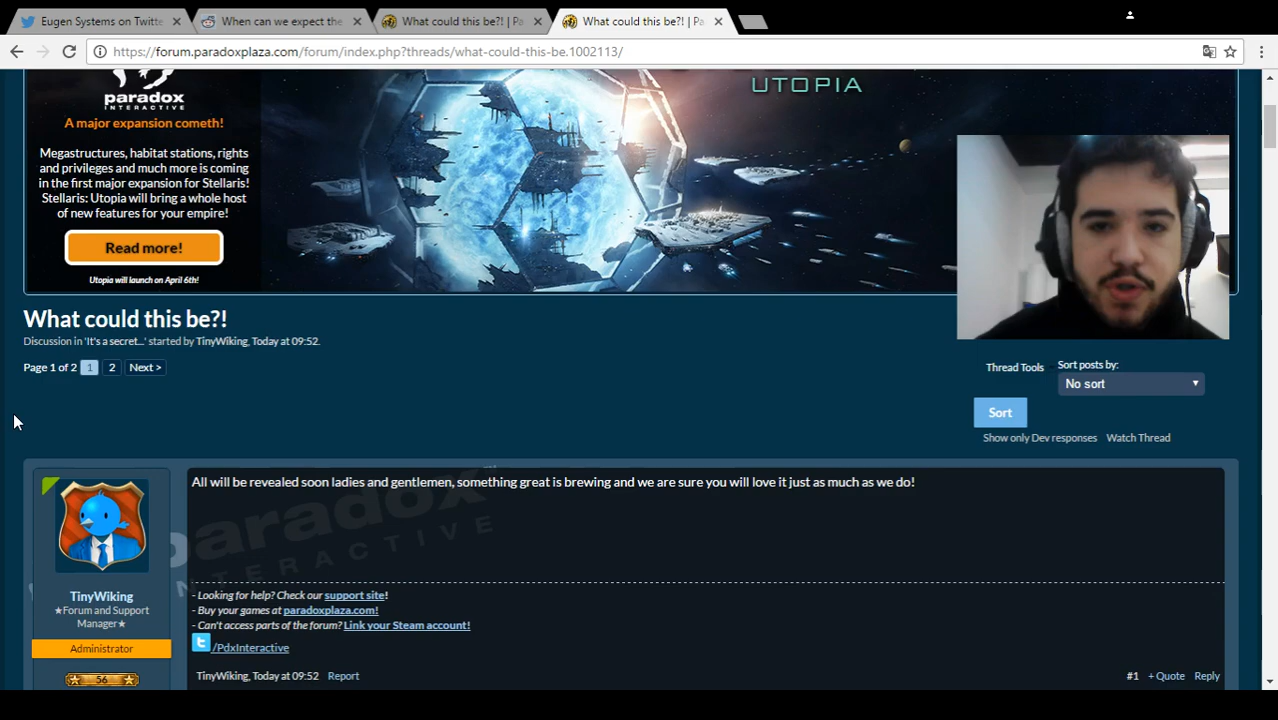 Eugen Systems on Twitte
When can we expect the
What could this be?! | Pa
What could this be?! | Pa
https://forum.paradoxplaza.com/forum/index.php?threads/what-could-this-be.1002113/
paradox
INTERACTIVE
UTOPIA
A major expansion cometh!
Megastructures, habitat stations, rights
and privileges and much more is coming
in the first major expansion for Stellaris!
Stellaris: Utopia will bring a whole host
of new features for your empire!
Read more!
Utopia will launch on April 6th!
What could this be?!
Discussion in 'It's a secret...' started by TinyWiking, Today at 09:52.
Page 1 of 2 1 2 Next >
Thread Tools
Sort posts by:
No sort
Sort
Show only Dev responses Watch Thread
All will be revealed soon ladies and gentlemen, something great is brewing and we are sure you will love it just as much as we do!
paradox
INTERACTIVE
TinyWiking
★Forum and Support
Manager★
Administrator
56
- Looking for help? Check our support site!
- Buy your games at paradoxplaza.com!
- Can't access parts of the forum? Link your Steam account!
/PdxInteractive
TinyWiking, Today at 09:52 Report
#1 + Quote Reply